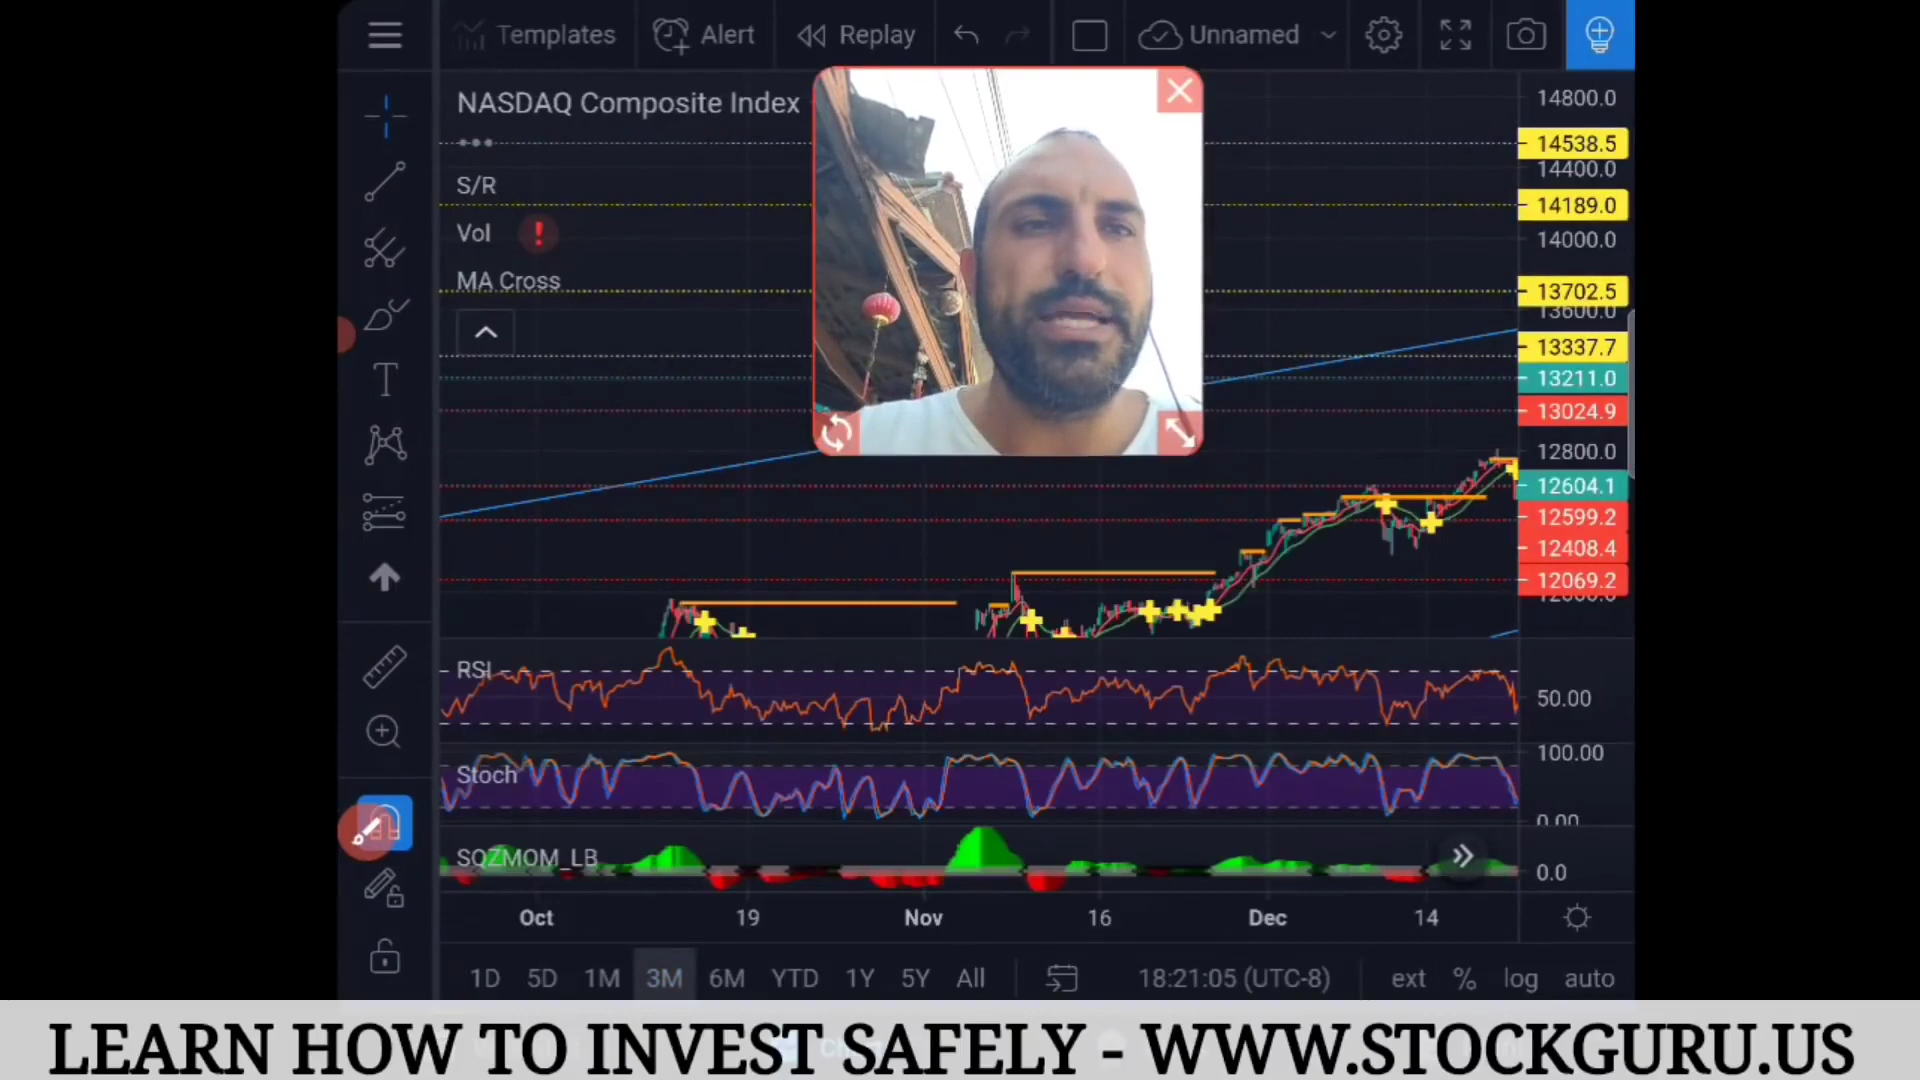 Templates Alert Replay Unnamed
NASDAQ Composite Index
S/R
Vol !
MA Cross
14800.0
14538.5
14400.0
14189.0
14000.0
13702.5
13600.0
13337.7
13211.0
13024.9
12800.0
12604.1
12599.2
12408.4
12069.2
T
RSI
50.00
Stoch
100.00
0.00
SQZMOM_LB
0.0
Oct 19 Nov 16 Dec 14
1D 5D 1M 3M 6M YTD 1Y 5Y All 18:21:05 (UTC-8) ext % log auto
LEARN HOW TO INVEST SAFELY - WWW.STOCKGURU.US